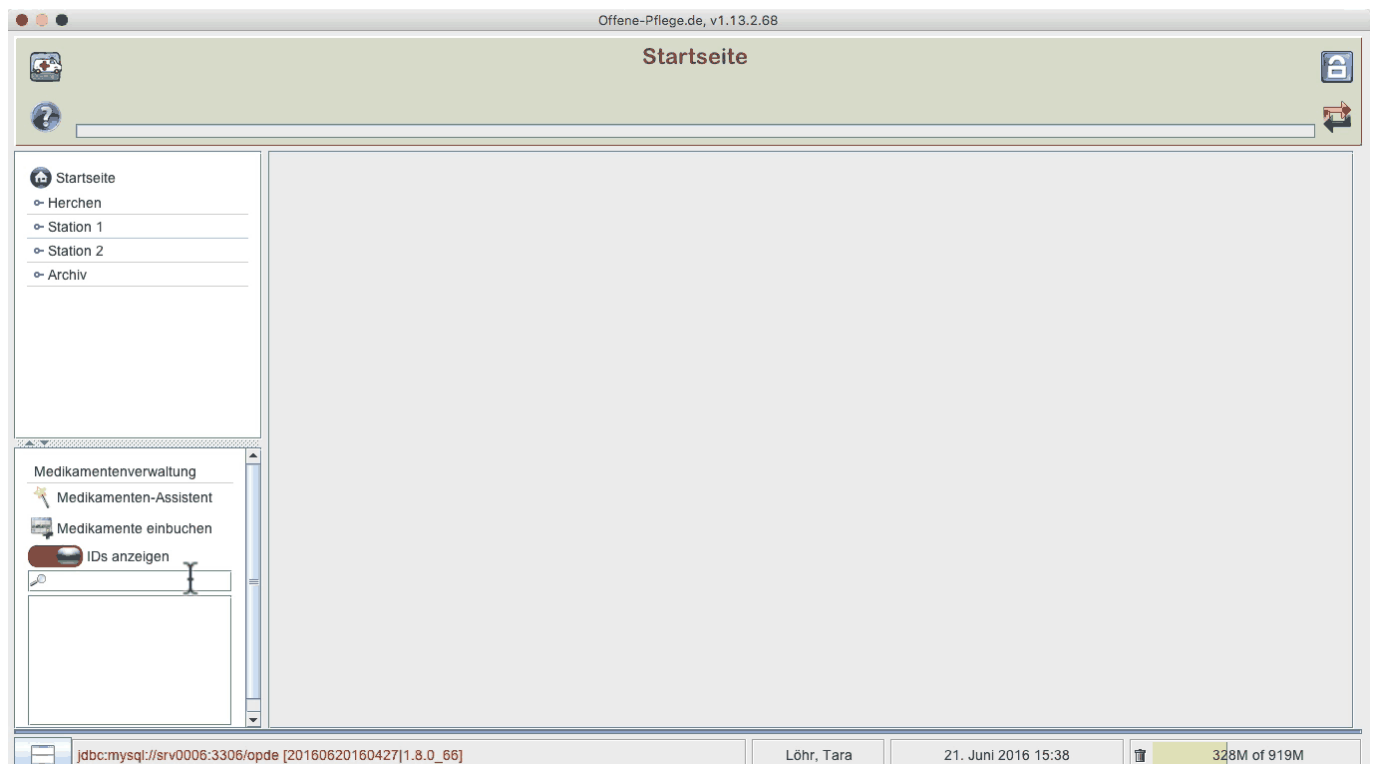 Offene-Pflege.de, v1.13.2.68
Startseite
Startseite
Herchen
Station 1
Station 2
Archiv
Medikamentenverwaltung
Medikamenten-Assistent
Medikamente einbuchen
IDs anzeigen
jdbc:mysql://srv0006:3306/opde [20160620160427|1.8.0_66]
Löhr, Tara
21. Juni 2016 15:38
328M of 919M